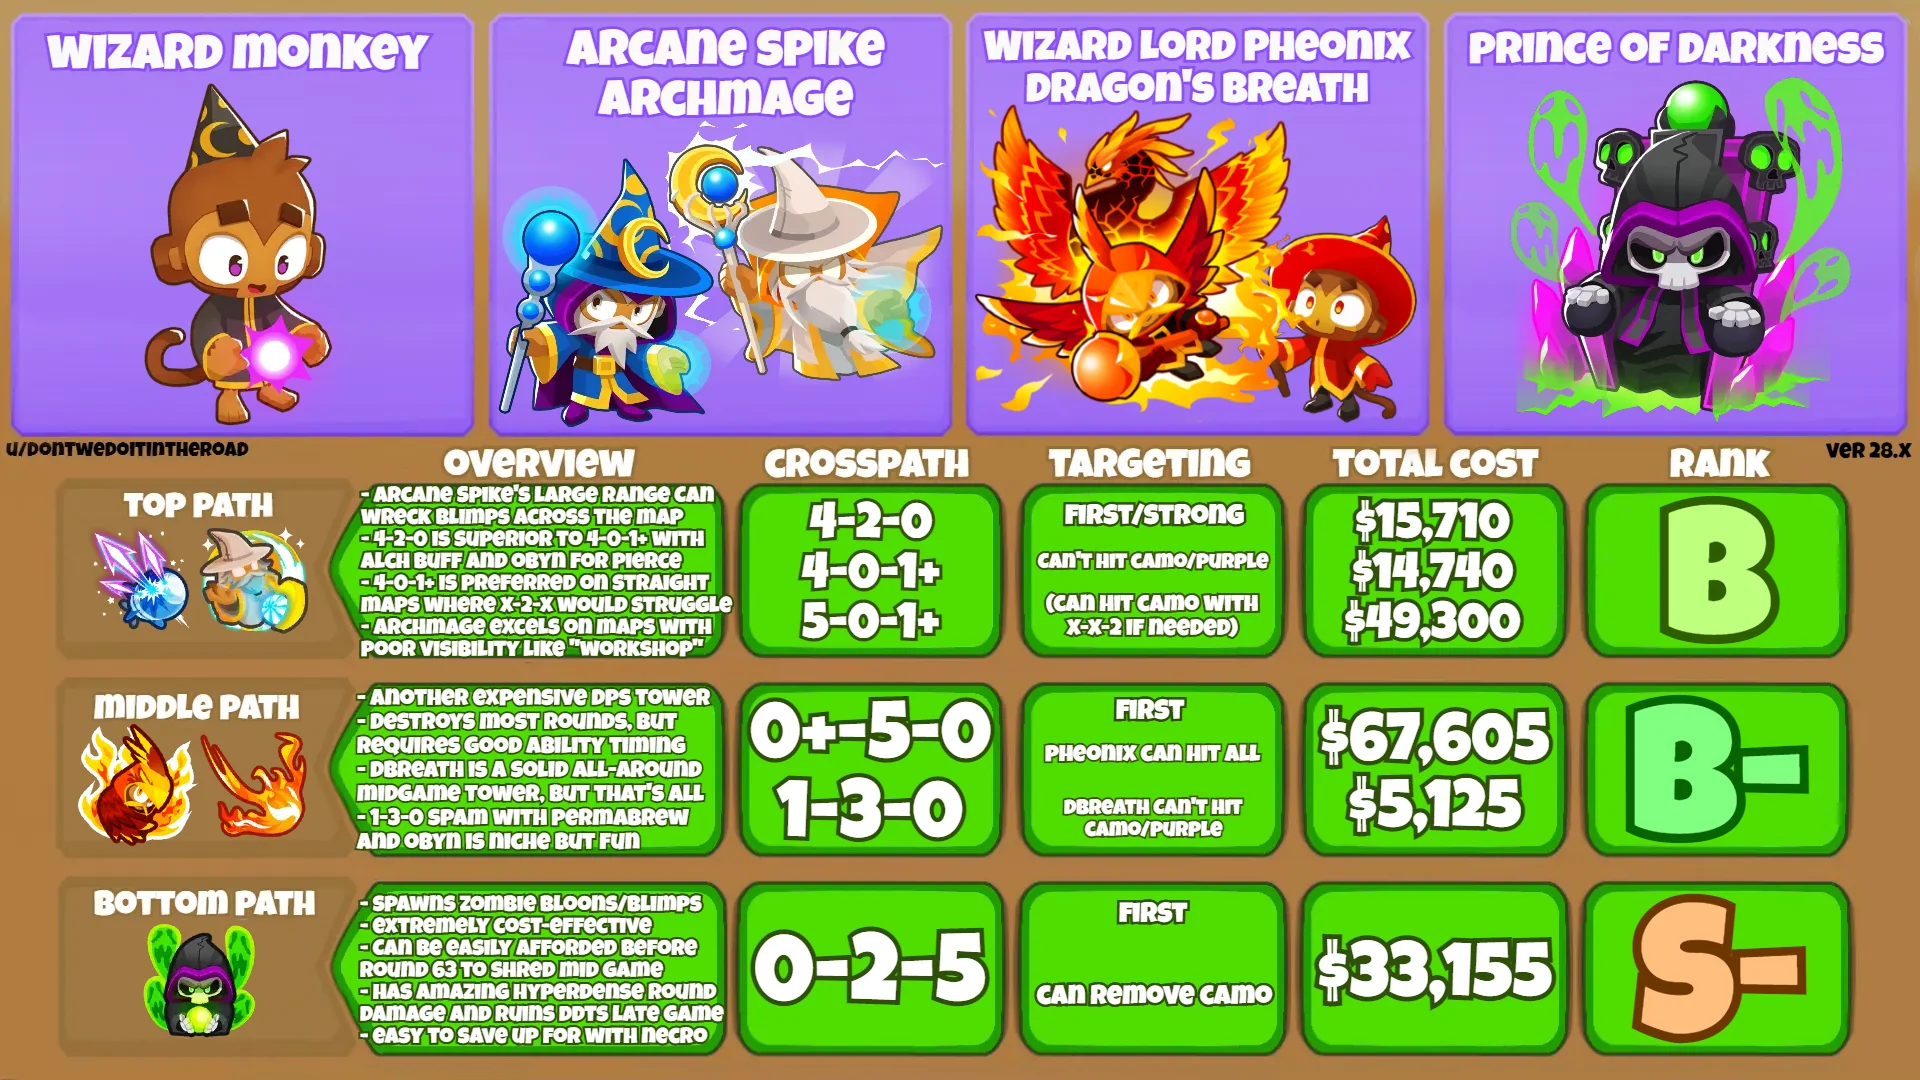 WIZARD MONKEY
ARCANE SPIKE
ARCHMAGE
WIZARD LORD PHEONIX
DRAGON'S BREATH
PRINCE OF DARKNESS
u/DONTWEDOITINTHEROAD
VER 28.X
OVERVIEW
CROSSPATH
TARGETING
TOTAL COST
RANK
TOP PATH
- ARCANE SPIKE'S LARGE RANGE CAN
WRECK BLIMPS ACROSS THE MAP
- 4-2-0 IS SUPERIOR TO 4-0-1+ WITH
ALCH BUFF AND OBYN FOR PIERCE
- 4-0-1+ IS PREFERRED ON STRAIGHT
MAPS WHERE X-2-X WOULD STRUGGLE
- ARCHMAGE EXCELS ON MAPS WITH
POOR VISIBILITY LIKE "WORKSHOP"
4-2-0
4-0-1+
5-0-1+
FIRST/STRONG
CAN'T HIT CAMO/PURPLE
(CAN HIT CAMO WITH
X-X-2 IF NEEDED)
$15,710
$14,740
$49,300
B
MIDDLE PATH
- ANOTHER EXPENSIVE DPS TOWER
- DESTROYS MOST ROUNDS, BUT
REQUIRES GOOD ABILITY TIMING
- DBREATH IS A SOLID ALL-AROUND
MIDGAME TOWER, BUT THAT'S ALL
- 1-3-0 SPAM WITH PERMABREW
AND OBYN IS NICHE BUT FUN
0+-5-0
1-3-0
FIRST
PHEONIX CAN HIT ALL
DBREATH CAN'T HIT
CAMO/PURPLE
$67,605
$5,125
B-
BOTTOM PATH
- SPAWNS ZOMBIE BLOONS/BLIMPS
- EXTREMELY COST-EFFECTIVE
- CAN BE EASILY AFFORDED BEFORE
ROUND 63 TO SHRED MID GAME
- HAS AMAZING HYPERDENSE ROUND
DAMAGE AND RUINS DDTS LATE GAME
- EASY TO SAVE UP FOR WITH NECRO
0-2-5
FIRST
CAN REMOVE CAMO
$33,155
S-